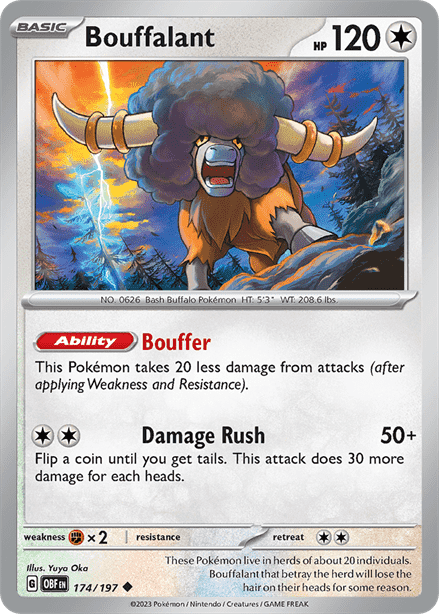 BASIC
Bouffalant
HP 120
NO. 0626 Bash Buffalo Pokémon HT: 5'3" WT: 208.6 lbs.
Ability Bouffer
This Pokémon takes 20 less damage from attacks (after
applying Weakness and Resistance).
Damage Rush 50+
Flip a coin until you get tails. This attack does 30 more
damage for each heads.
weakness ×2 resistance retreat
Illus. Yuya Oka
These Pokémon live in herds of about 20 individuals.
Bouffalant that betray the herd will lose the
hair on their heads for some reason.
G OBF EN 174/197
©2023 Pokémon / Nintendo / Creatures / GAME FREAK